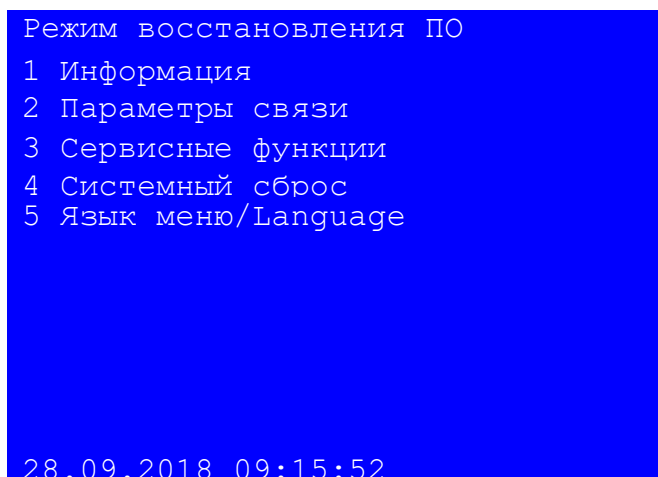 Режим восстановления ПО
1 Информация
2 Параметры связи
3 Сервисные функции
4 Системный сброс
5 Язык меню/Language
28.09.2018 09:15:52